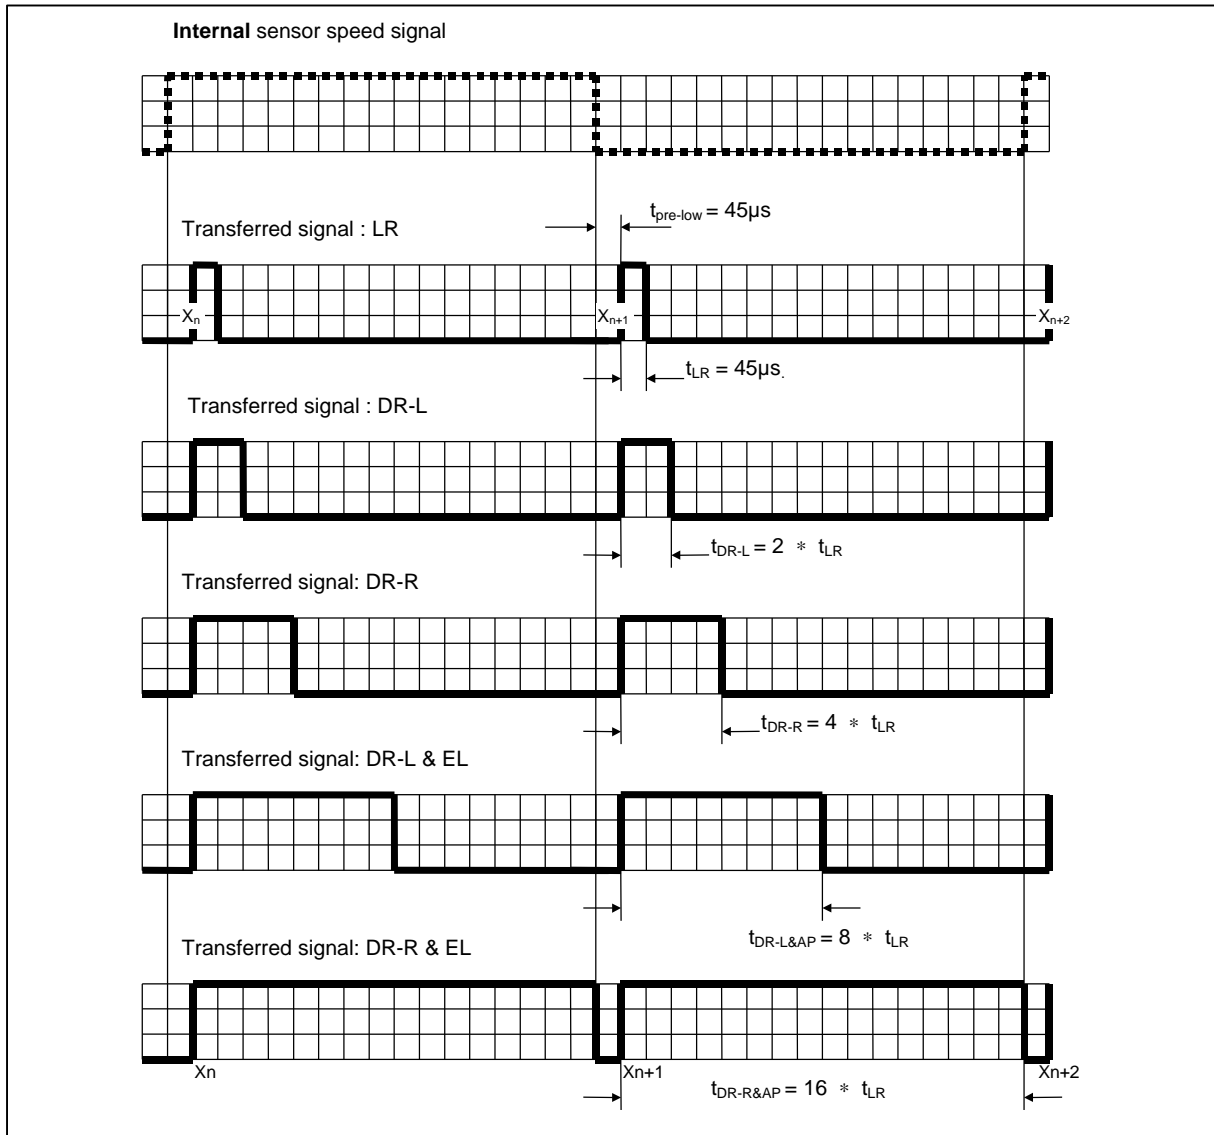 Internal sensor speed signal
tpre-low = 45µs
Transferred signal : LR
Xn
Xn+1
Xn+2
tLR = 45µs.
Transferred signal : DR-L
tDR-L = 2 * tLR
Transferred signal: DR-R
tDR-R = 4 * tLR
Transferred signal: DR-L & EL
tDR-L&AP = 8 * tLR
Transferred signal: DR-R & EL
Xn
Xn+1
Xn+2
tDR-R&AP = 16 * tLR